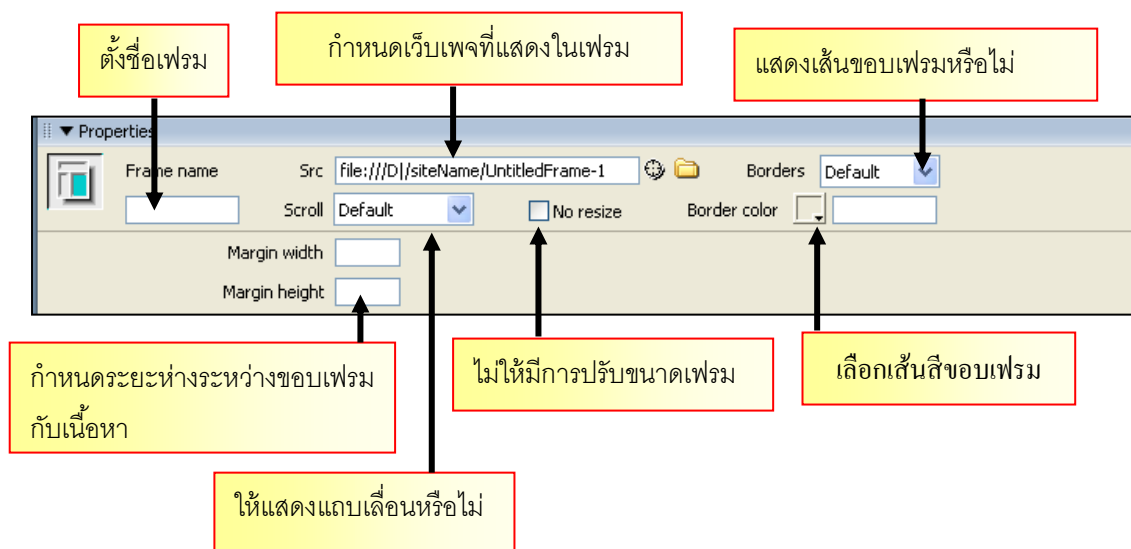 ตั้งชื่อเฟรม
กำหนดเว็บเพจที่แสดงในเฟรม
แสดงเส้นขอบเฟรมหรือไม่
Properties
Frame name
Src file:///D|/siteName/UntitledFrame-1
Borders Default
Scroll Default
No resize
Border color
Margin width
Margin height
กำหนดระยะห่างระหว่างขอบเฟรม
กับเนื้อหา
ไม่ให้มีการปรับขนาดเฟรม
เลือกเส้นสีขอบเฟรม
ให้แสดงแถบเลื่อนหรือไม่